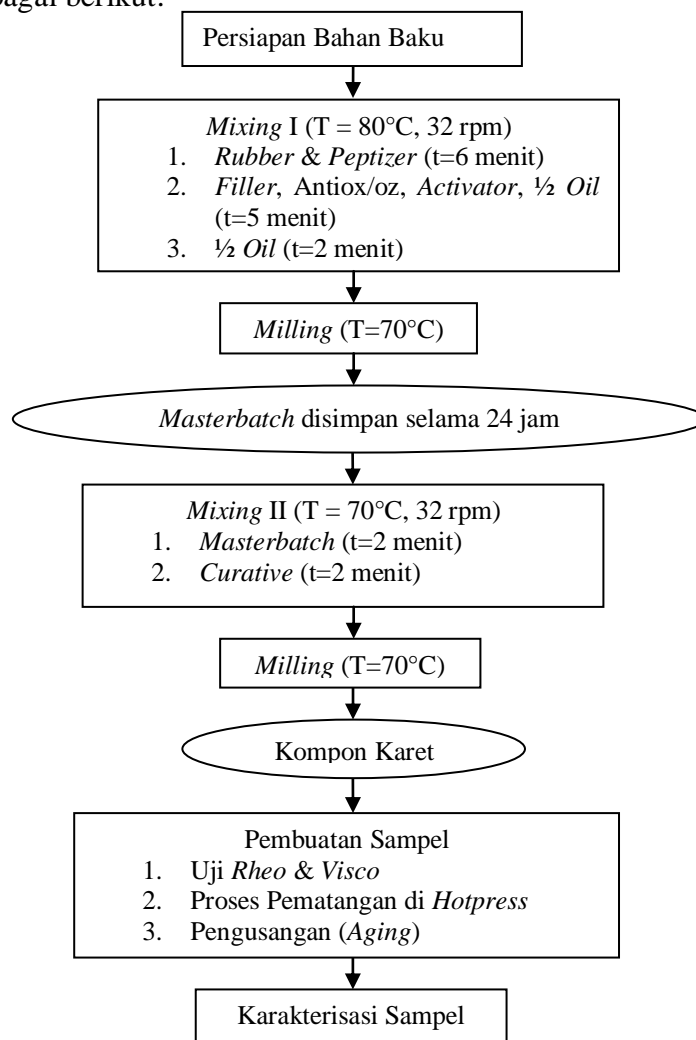 bagai berikut:
Persiapan Bahan Baku
Mixing I (T = 80°C, 32 rpm)
1. Rubber & Peptizer (t=6 menit)
2. Filler, Antiox/oz, Activator, ½ Oil
(t=5 menit)
3. ½ Oil (t=2 menit)
Milling (T=70°C)
Masterbatch disimpan selama 24 jam
Mixing II (T = 70°C, 32 rpm)
1. Masterbatch (t=2 menit)
2. Curative (t=2 menit)
Milling (T=70°C)
Kompon Karet
Pembuatan Sampel
1. Uji Rheo & Visco
2. Proses Pematangan di Hotpress
3. Pengusangan (Aging)
Karakterisasi Sampel